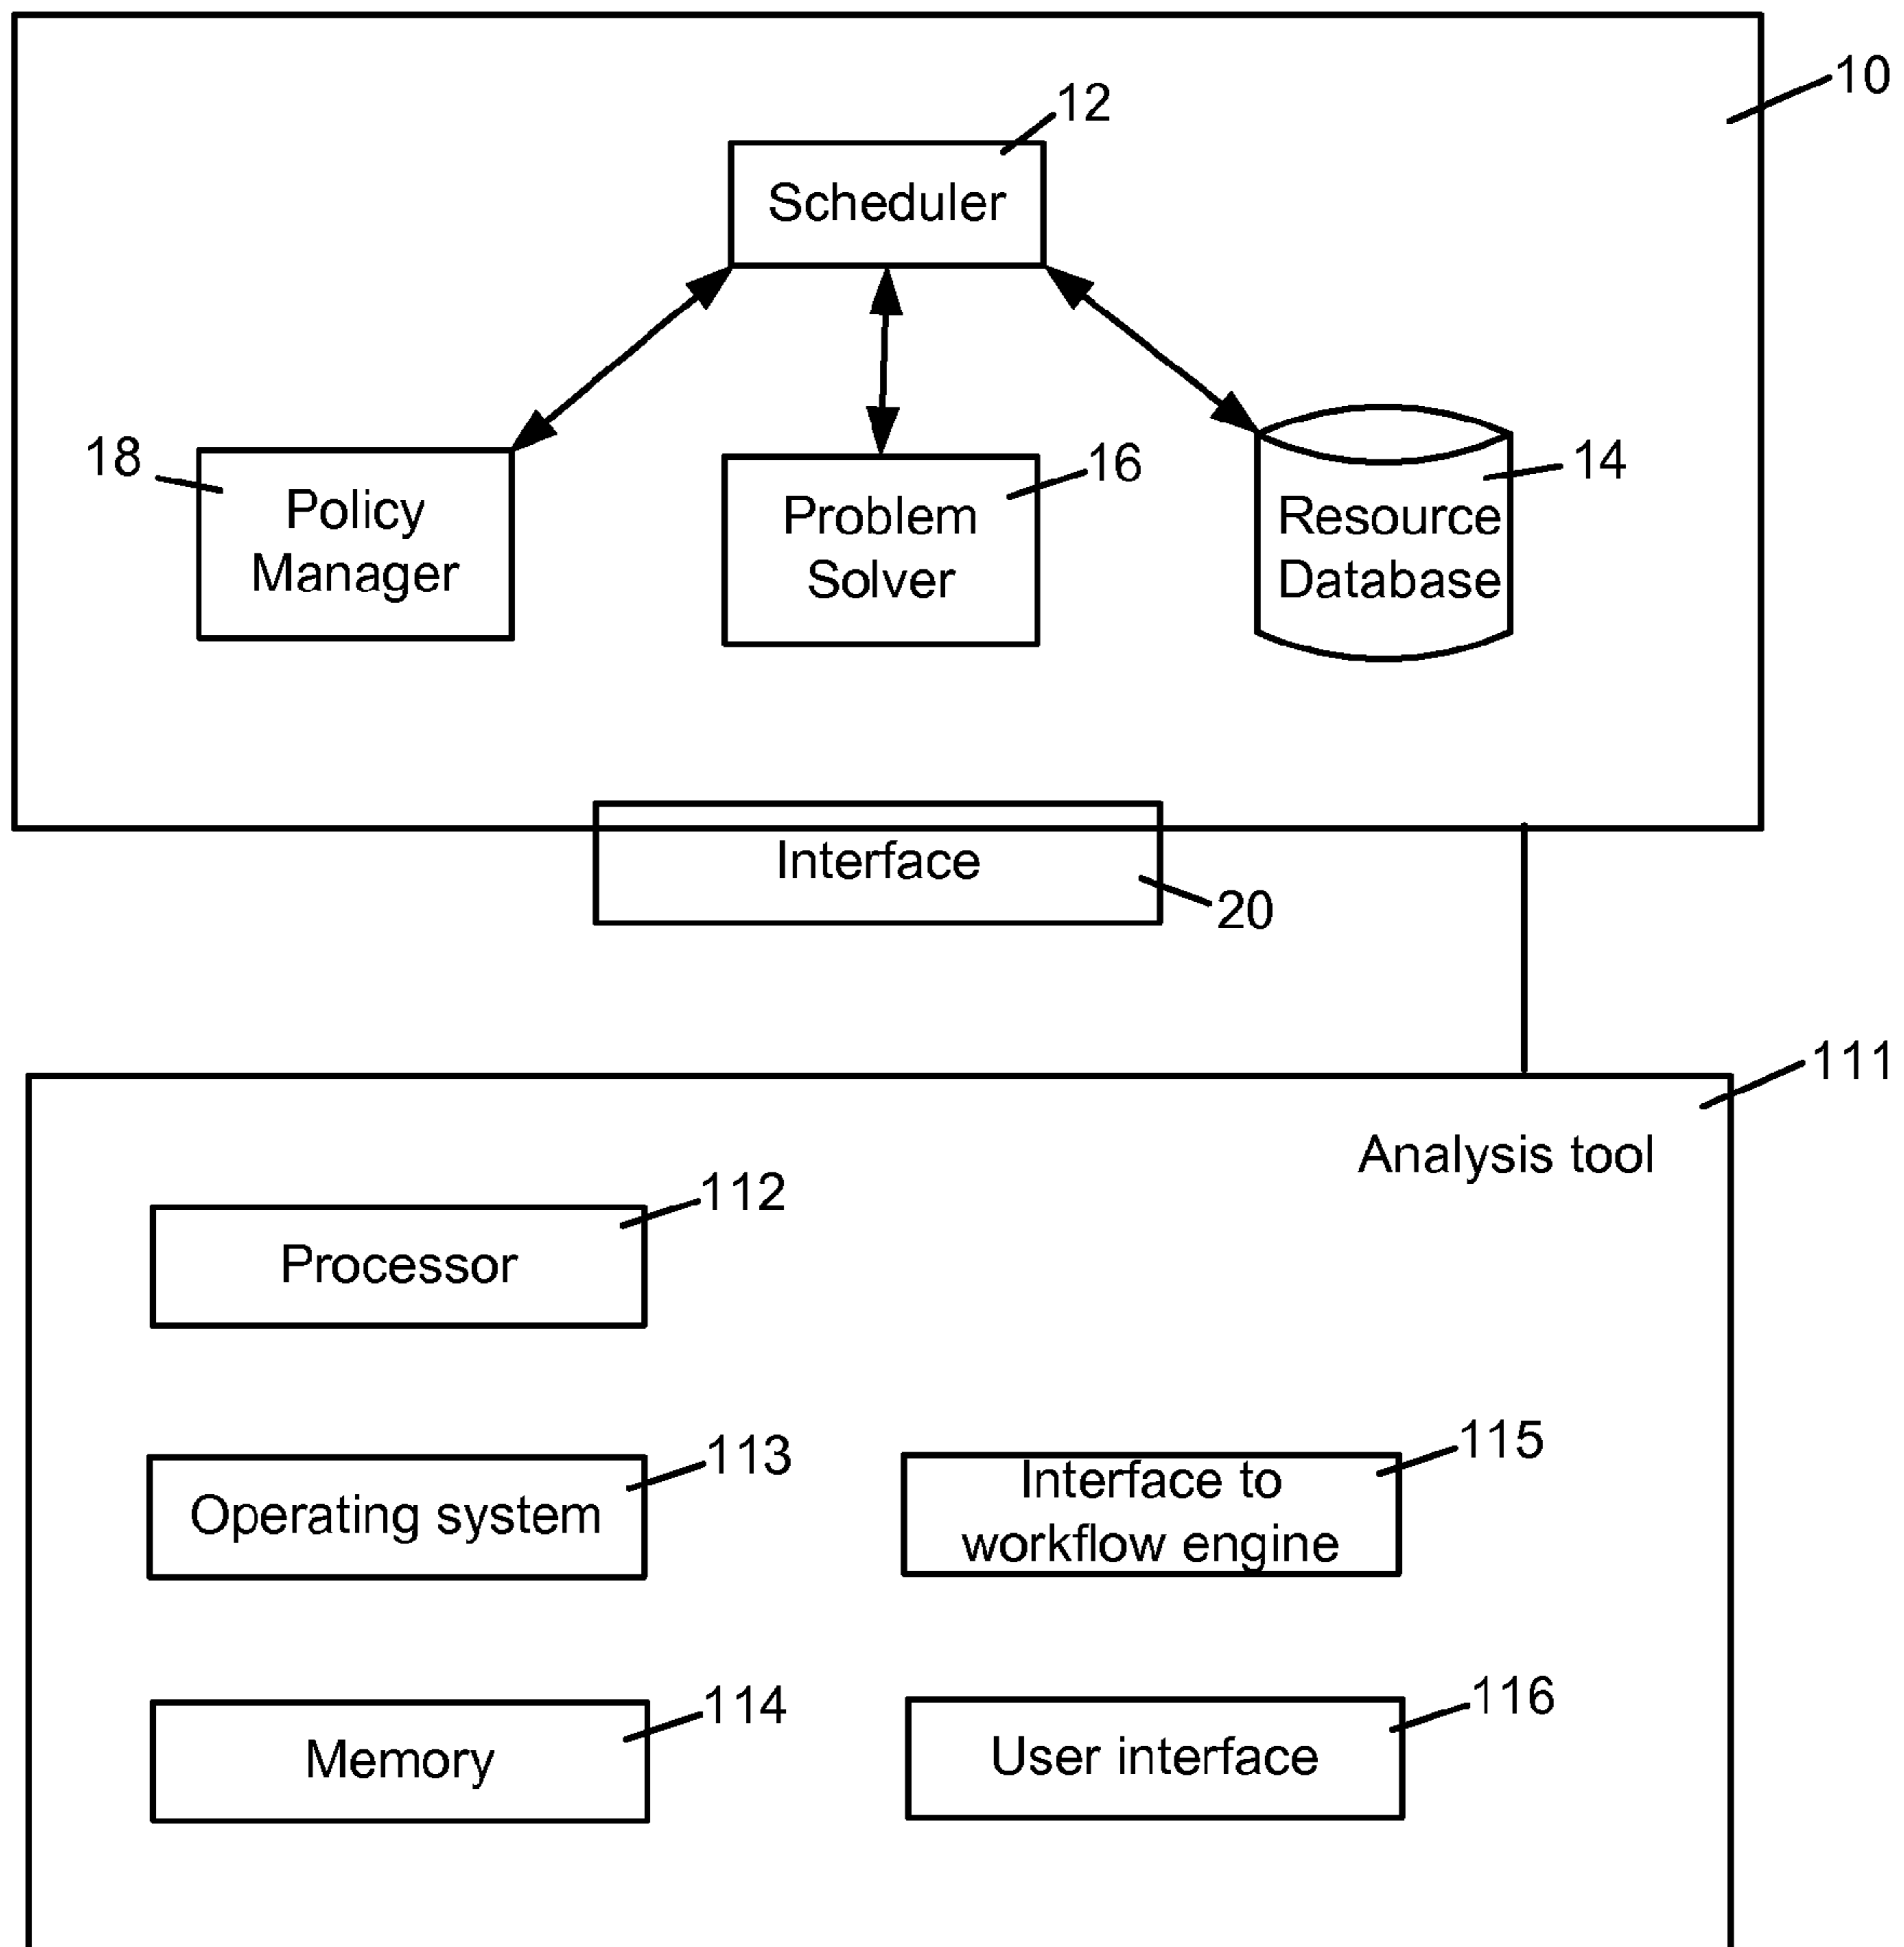 10
12
Scheduler
18
Policy
Manager
16
Problem
Solver
14
Resource
Database
Interface
20
111
Analysis tool
112
Processor
113
Operating system
115
Interface to
workflow engine
114
Memory
116
User interface